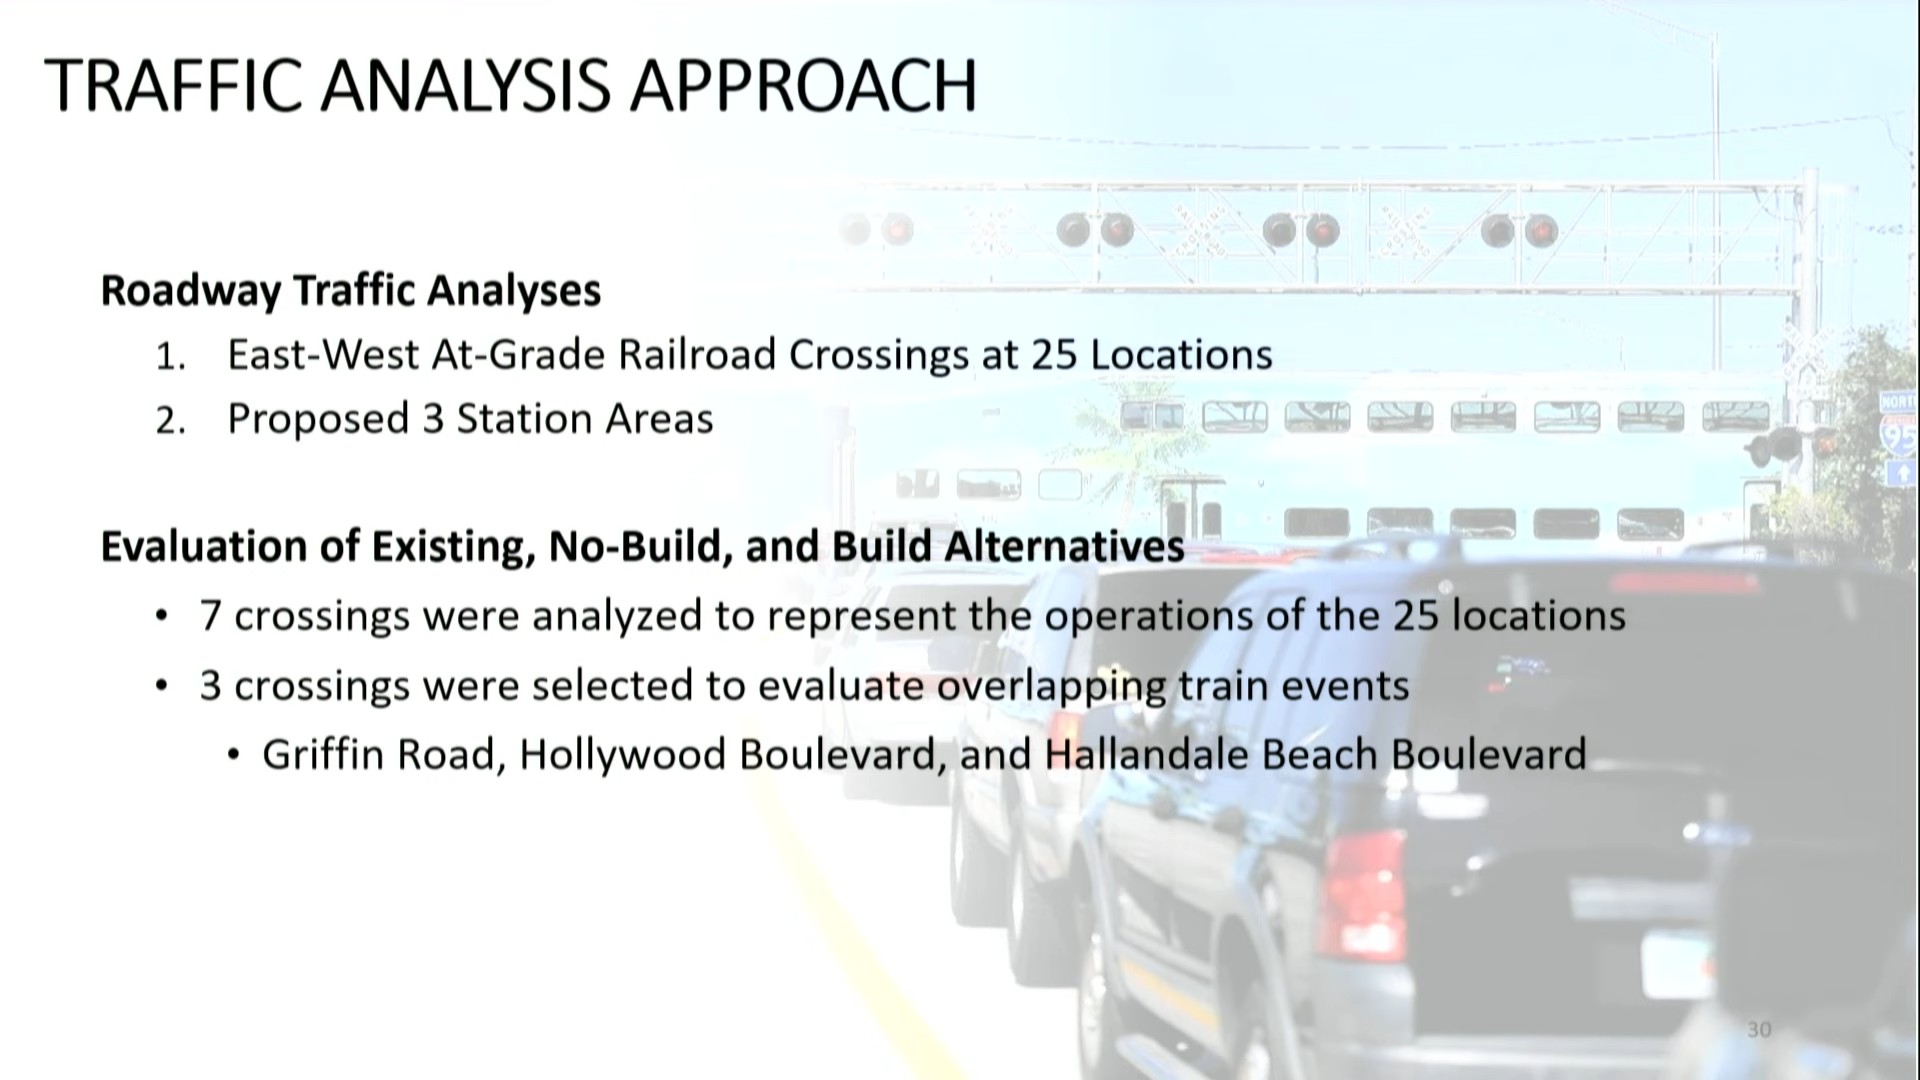 TRAFFIC ANALYSIS APPROACH
Roadway Traffic Analyses
1. East-West At-Grade Railroad Crossings at 25 Locations
2. Proposed 3 Station Areas
NORTH
95
Evaluation of Existing, No-Build, and Build Alternatives
• 7 crossings were analyzed to represent the operations of the 25 locations
• 3 crossings were selected to evaluate overlapping train events
• Griffin Road, Hollywood Boulevard, and Hallandale Beach Boulevard
30